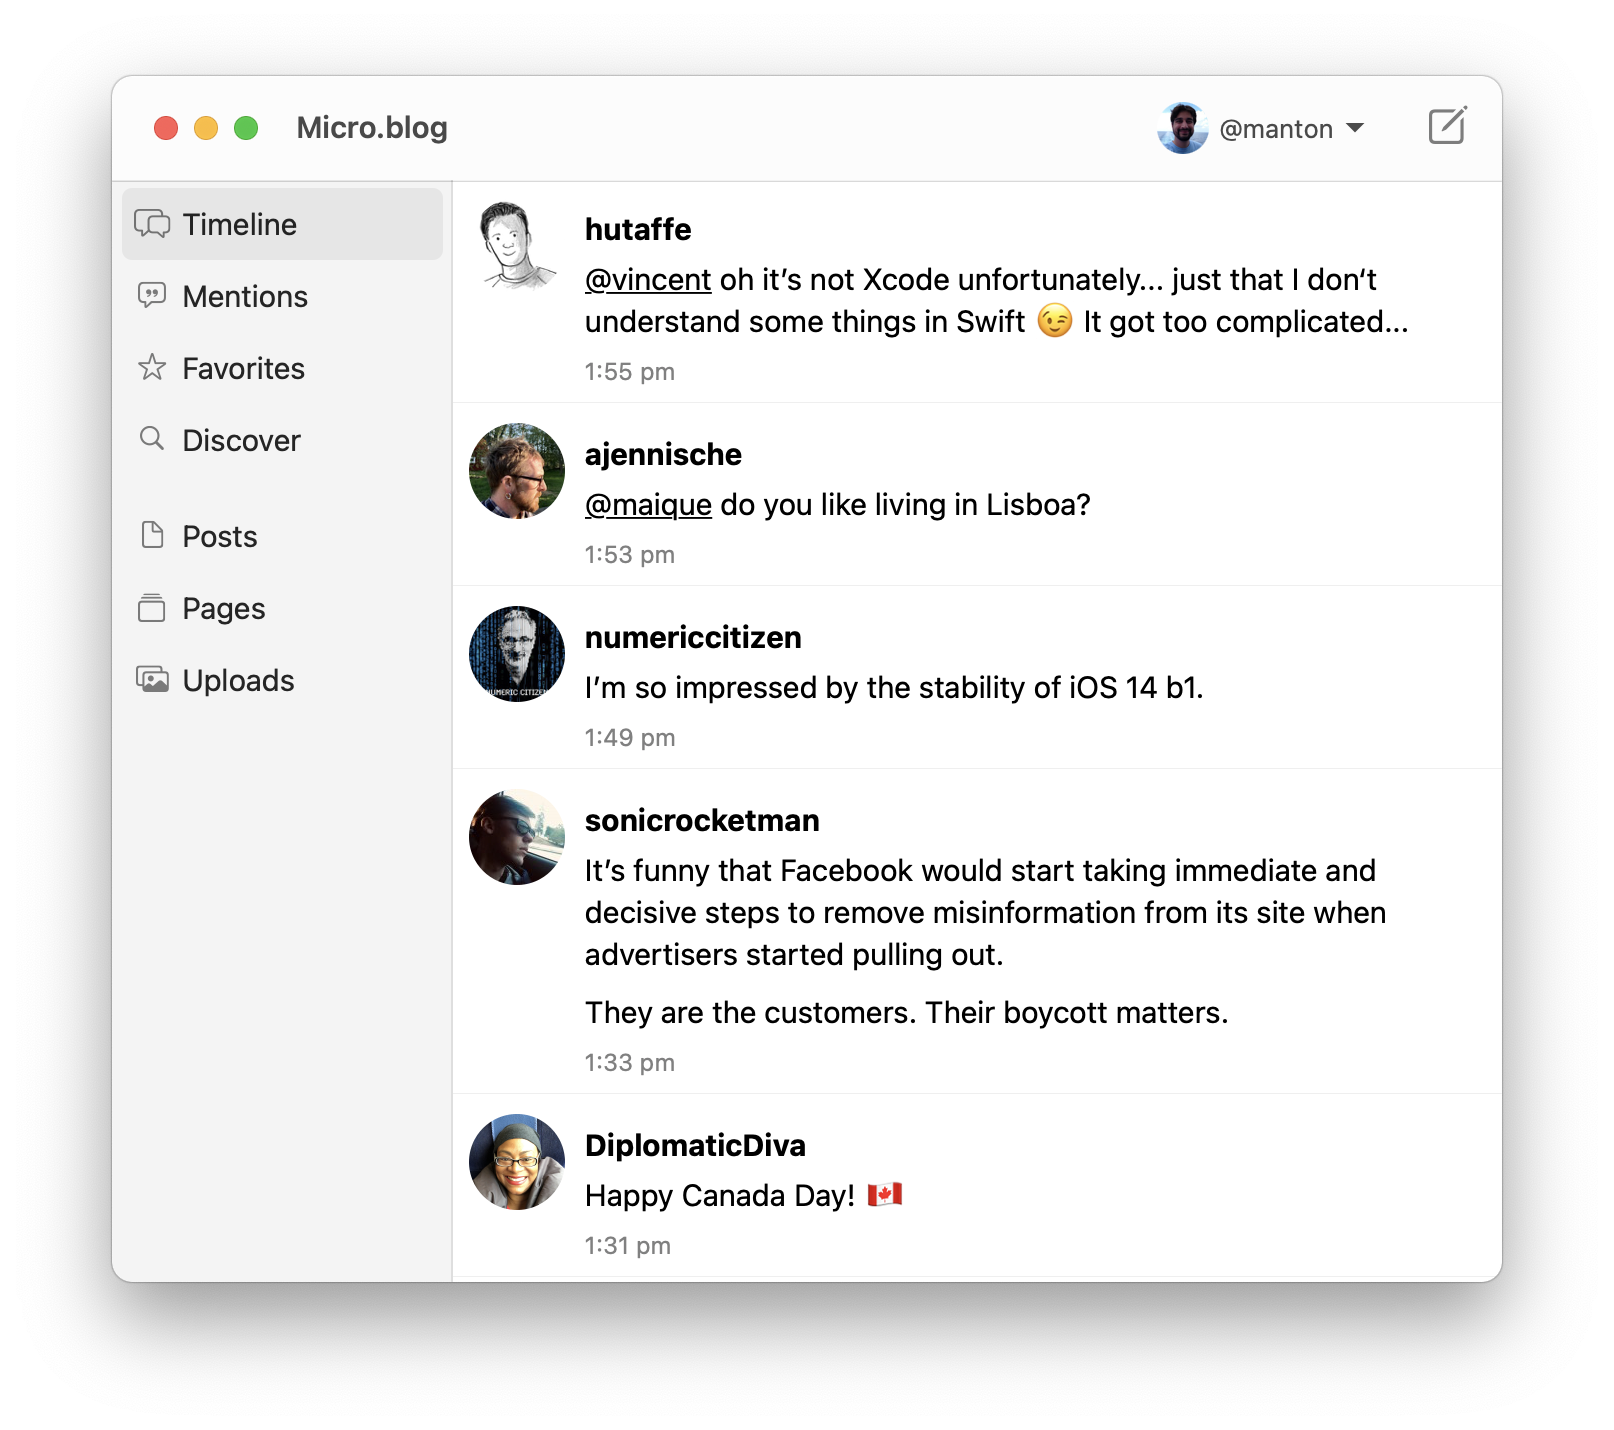 Micro.blog
@manton
Timeline
Mentions
Favorites
Discover
Posts
Pages
Uploads
hutaffe
@vincent oh it’s not Xcode unfortunately... just that I don‘t
understand some things in Swift 😉 It got too complicated...
1:55 pm
ajennische
@maique do you like living in Lisboa?
1:53 pm
NUMERIC CITIZEN
numericcitizen
I’m so impressed by the stability of iOS 14 b1.
1:49 pm
sonicrocketman
It’s funny that Facebook would start taking immediate and
decisive steps to remove misinformation from its site when
advertisers started pulling out.
They are the customers. Their boycott matters.
1:33 pm
DiplomaticDiva
Happy Canada Day! 🇨🇦
1:31 pm